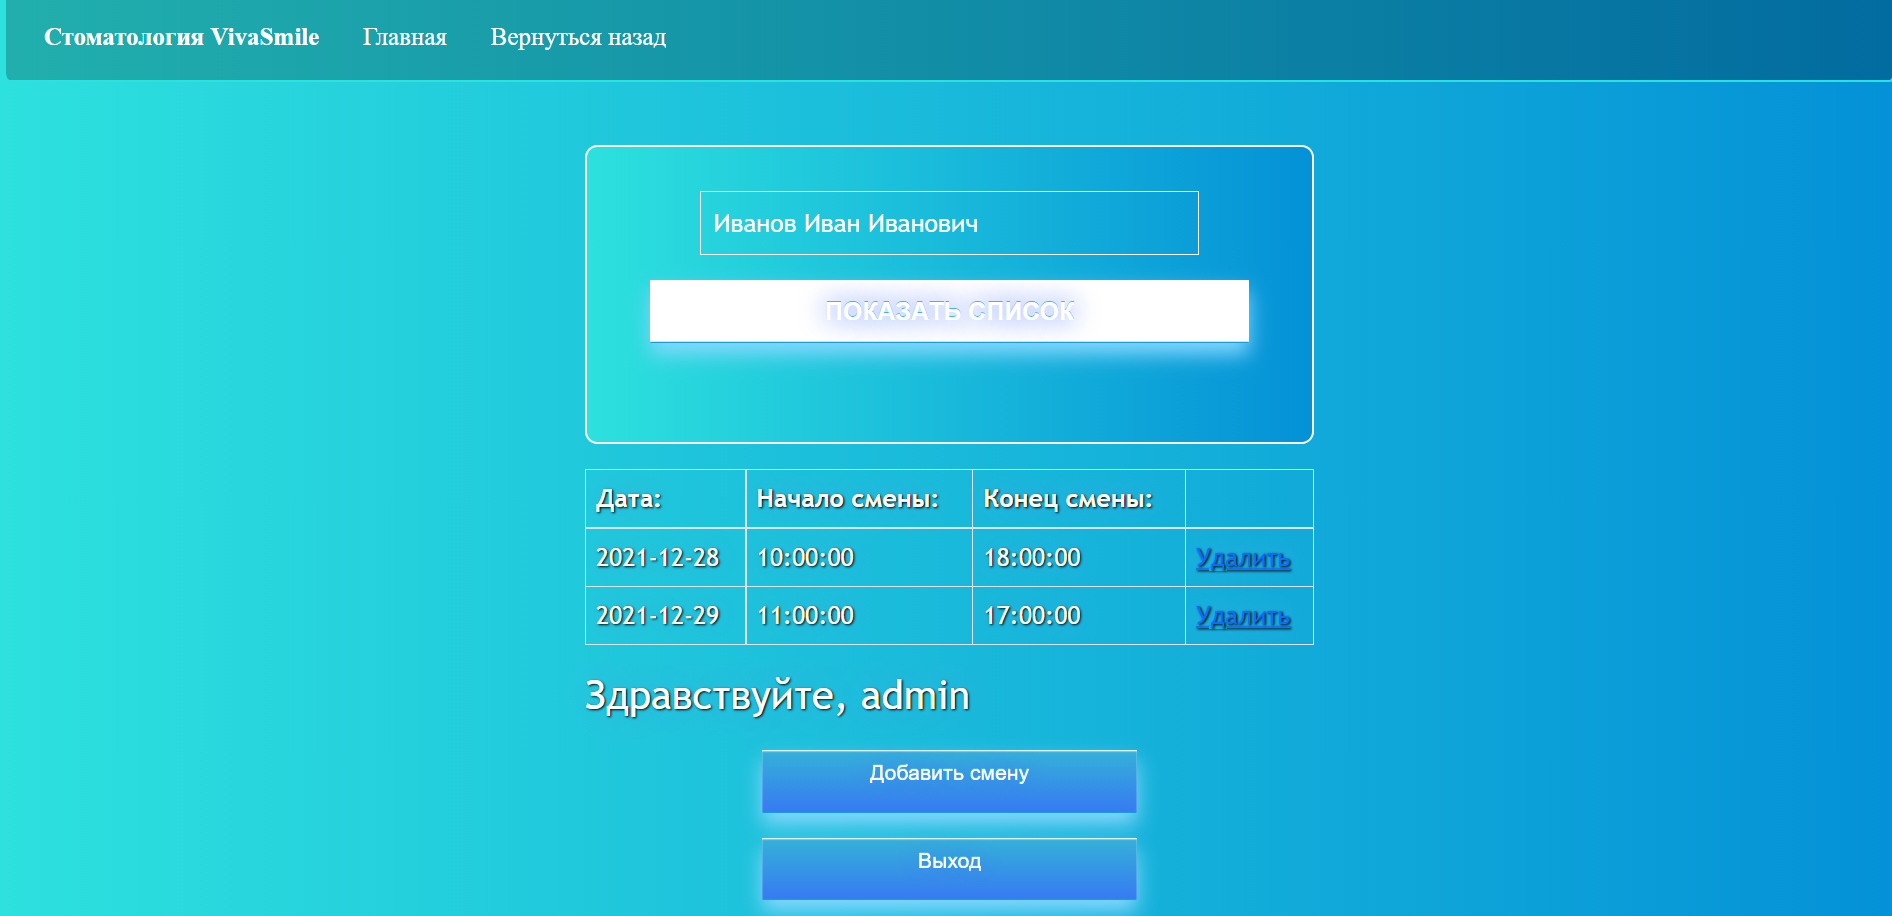 Стоматология VivaSmile Главная Вернуться назад
Иванов Иван Иванович
ПОКАЗАТЬ СПИСОК
Дата: Начало смены: Конец смены:
2021-12-28 10:00:00 18:00:00 Удалить
2021-12-29 11:00:00 17:00:00 Удалить
Здравствуйте, admin
Добавить смену
Выход